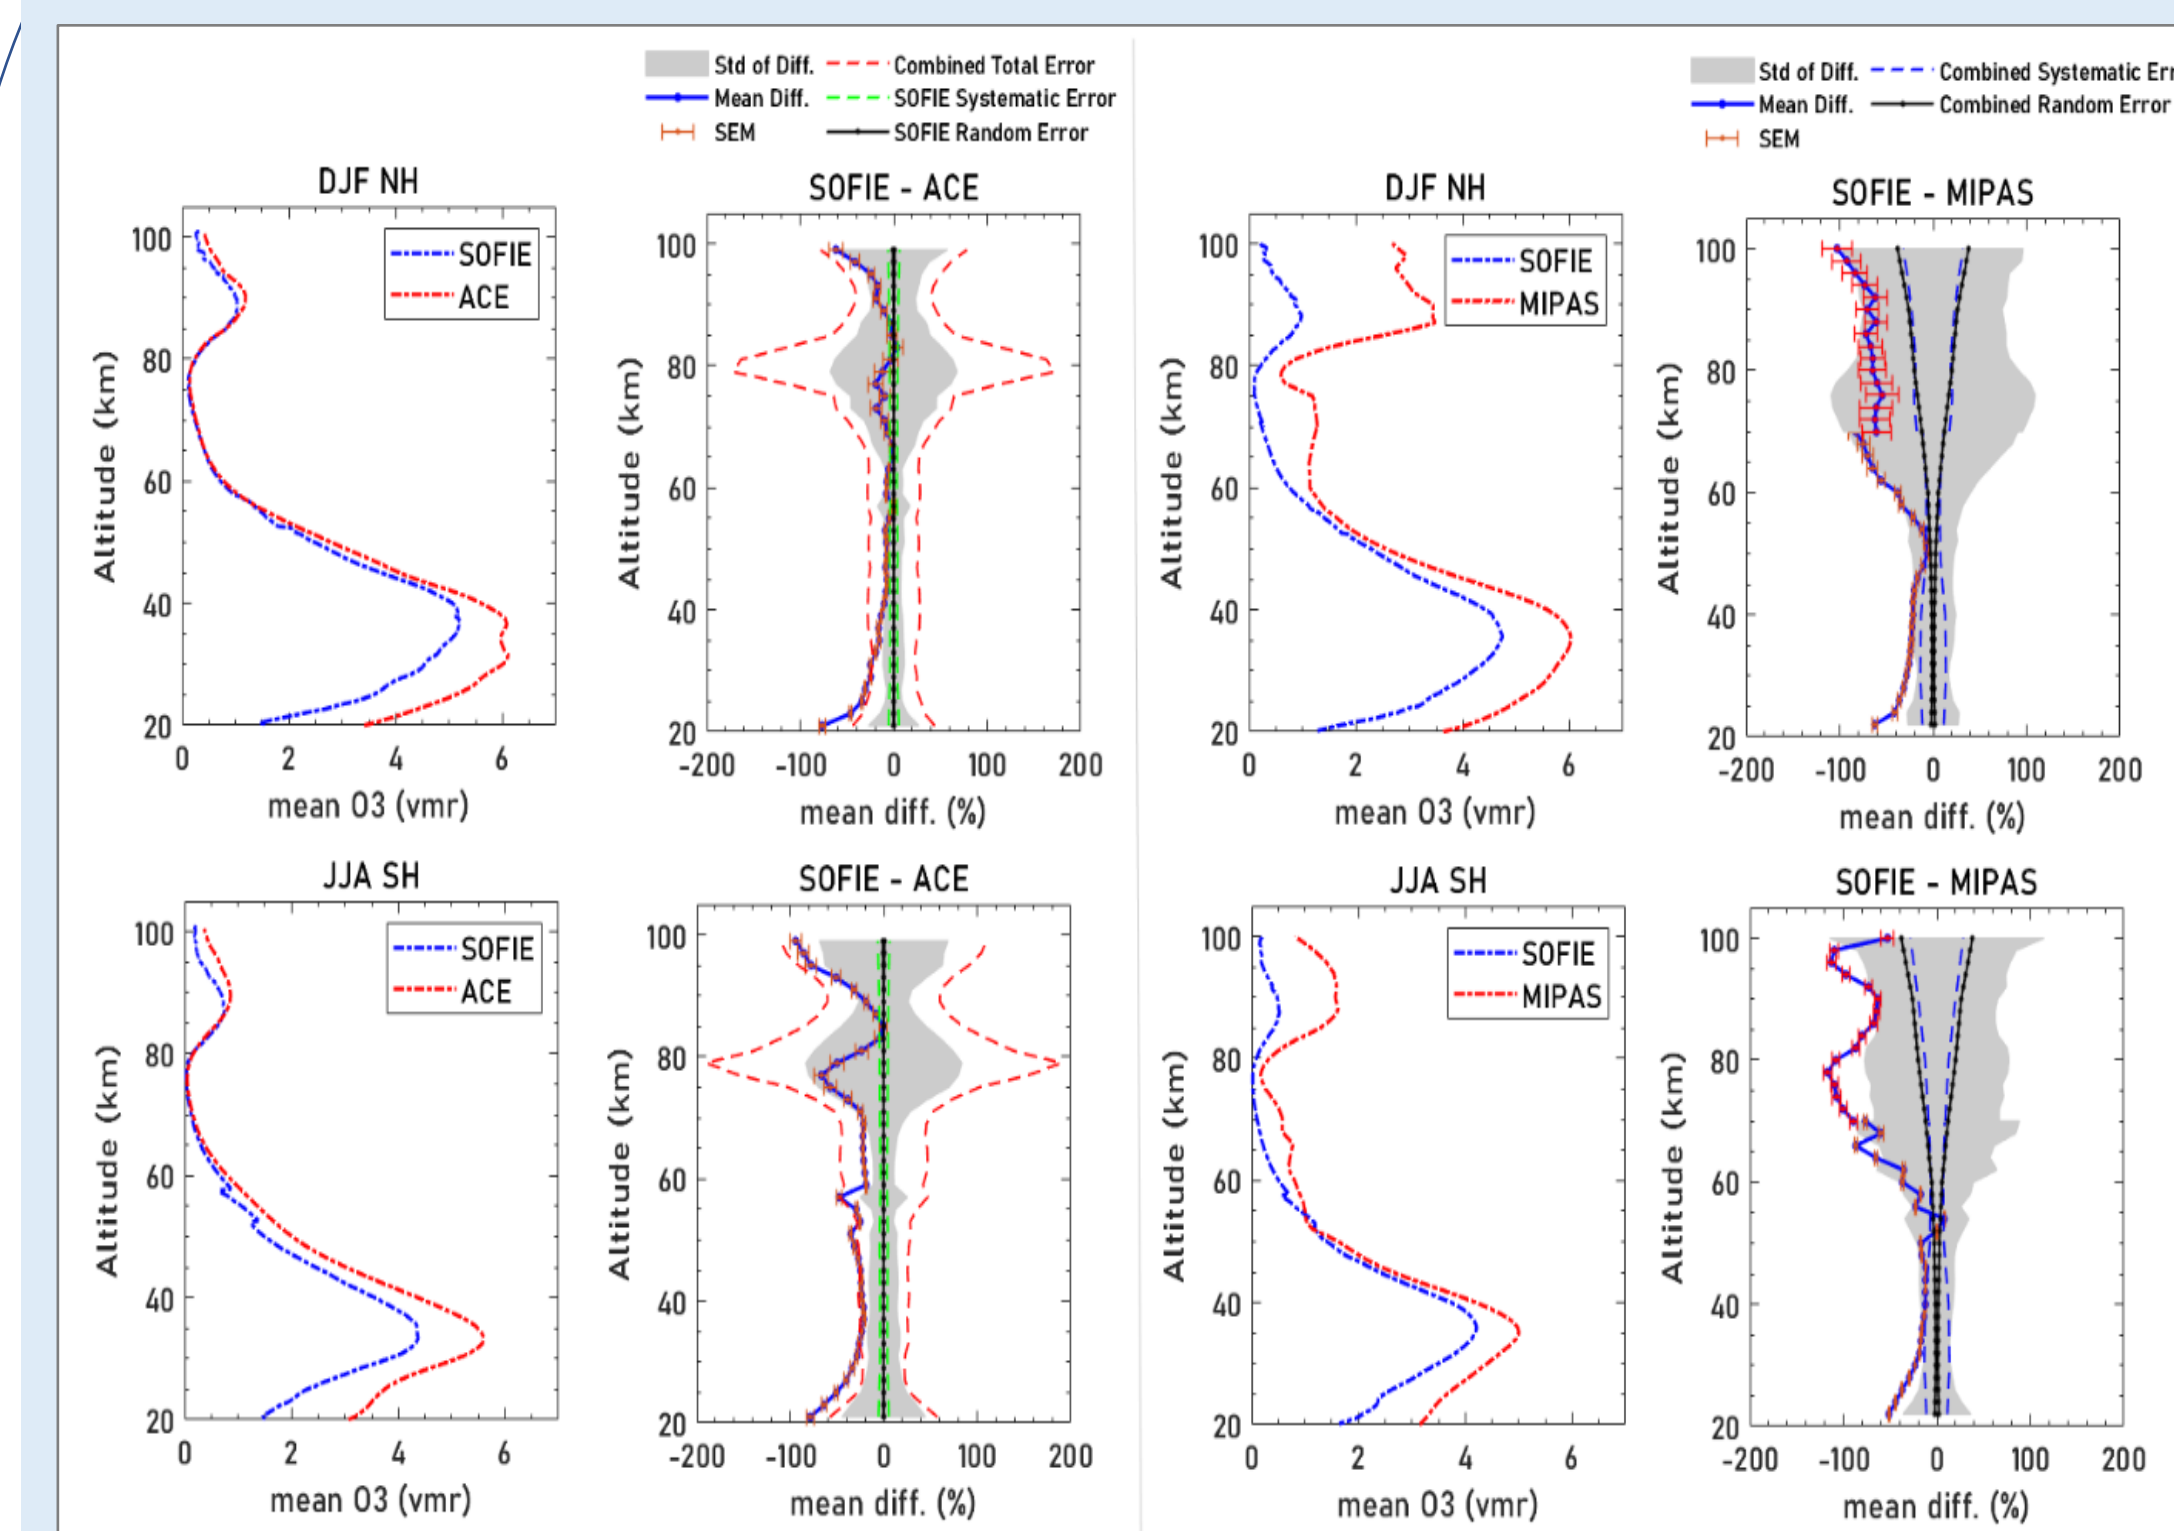 Std of Diff.
Combined Total Error
Mean Diff.
SOFIE Systematic Error
SEM
SOFIE Random Error
Std of Diff.
Combined Systematic Err
Mean Diff.
Combined Random Error
SEM
DJF NH
100
80
60
40
20
0 2 4 6
Altitude (km)
mean O3 (vmr)
SOFIE
ACE
SOFIE - ACE
100
80
60
40
20
-200 -100 0 100 200
Altitude (km)
mean diff. (%)
DJF NH
100
80
60
40
20
0 2 4 6
Altitude (km)
mean O3 (vmr)
SOFIE
MIPAS
SOFIE - MIPAS
100
80
60
40
20
-200 -100 0 100 200
Altitude (km)
mean diff. (%)
JJA SH
100
80
60
40
20
0 2 4 6
Altitude (km)
mean O3 (vmr)
SOFIE
ACE
SOFIE - ACE
100
80
60
40
20
-200 -100 0 100 200
Altitude (km)
mean diff. (%)
JJA SH
100
80
60
40
20
0 2 4 6
Altitude (km)
mean O3 (vmr)
SOFIE
MIPAS
SOFIE - MIPAS
100
80
60
40
20
-200 -100 0 100 200
Altitude (km)
mean diff. (%)